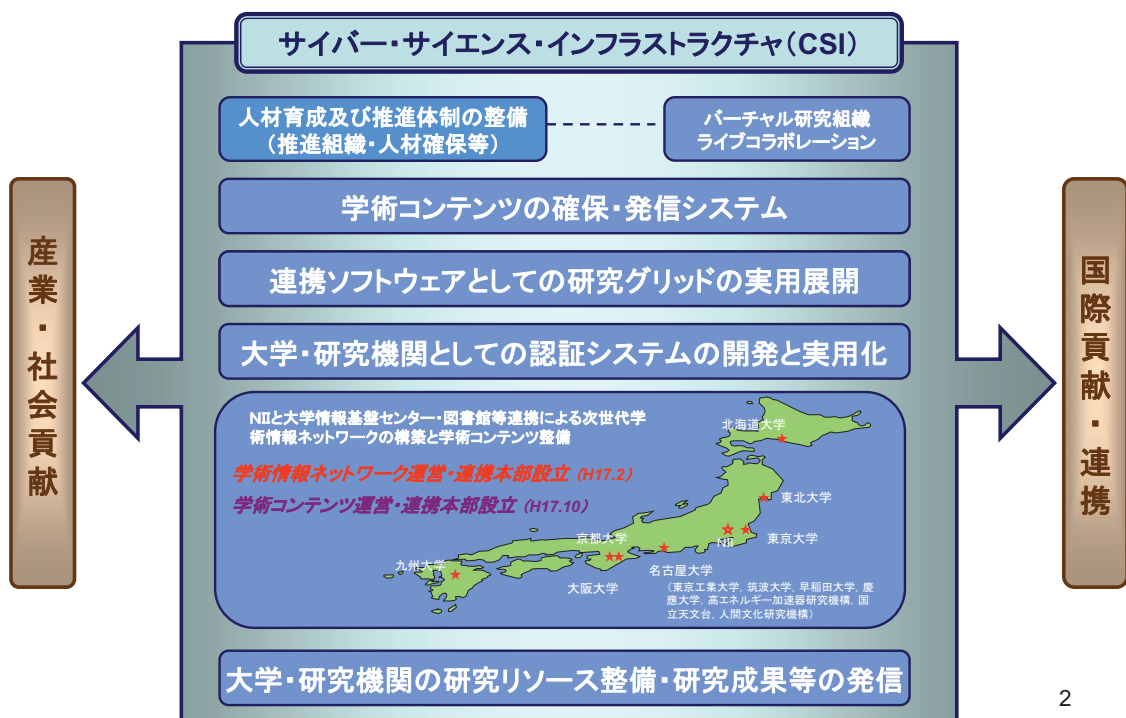 サイバー・サイエンス・インフラストラクチャ(CSI)
人材育成及び推進体制の整備
(推進組織・人材確保等)
バーチャル研究組織
ライブコラボレーション
学術コンテンツの確保・発信システム
連携ソフトウェアとしての研究グリッドの実用展開
大学・研究機関としての認証システムの開発と実用化
産業・社会貢献
国際貢献・連携
NIIと大学情報基盤センター・図書館等連携による次世代学
術情報ネットワークの構築と学術コンテンツ整備
学術情報ネットワーク運営・連携本部設立 (H17.2)
学術コンテンツ運営・連携本部設立 (H17.10)
北海道大学
東北大学
東京大学
NII
京都大学
名古屋大学
九州大学
大阪大学
(東京工業大学, 筑波大学, 早稲田大学, 慶
應大学, 高エネルギー加速器研究機構, 国
立天文台, 人間文化研究機構)
大学・研究機関の研究リソース整備・研究成果等の発信
2